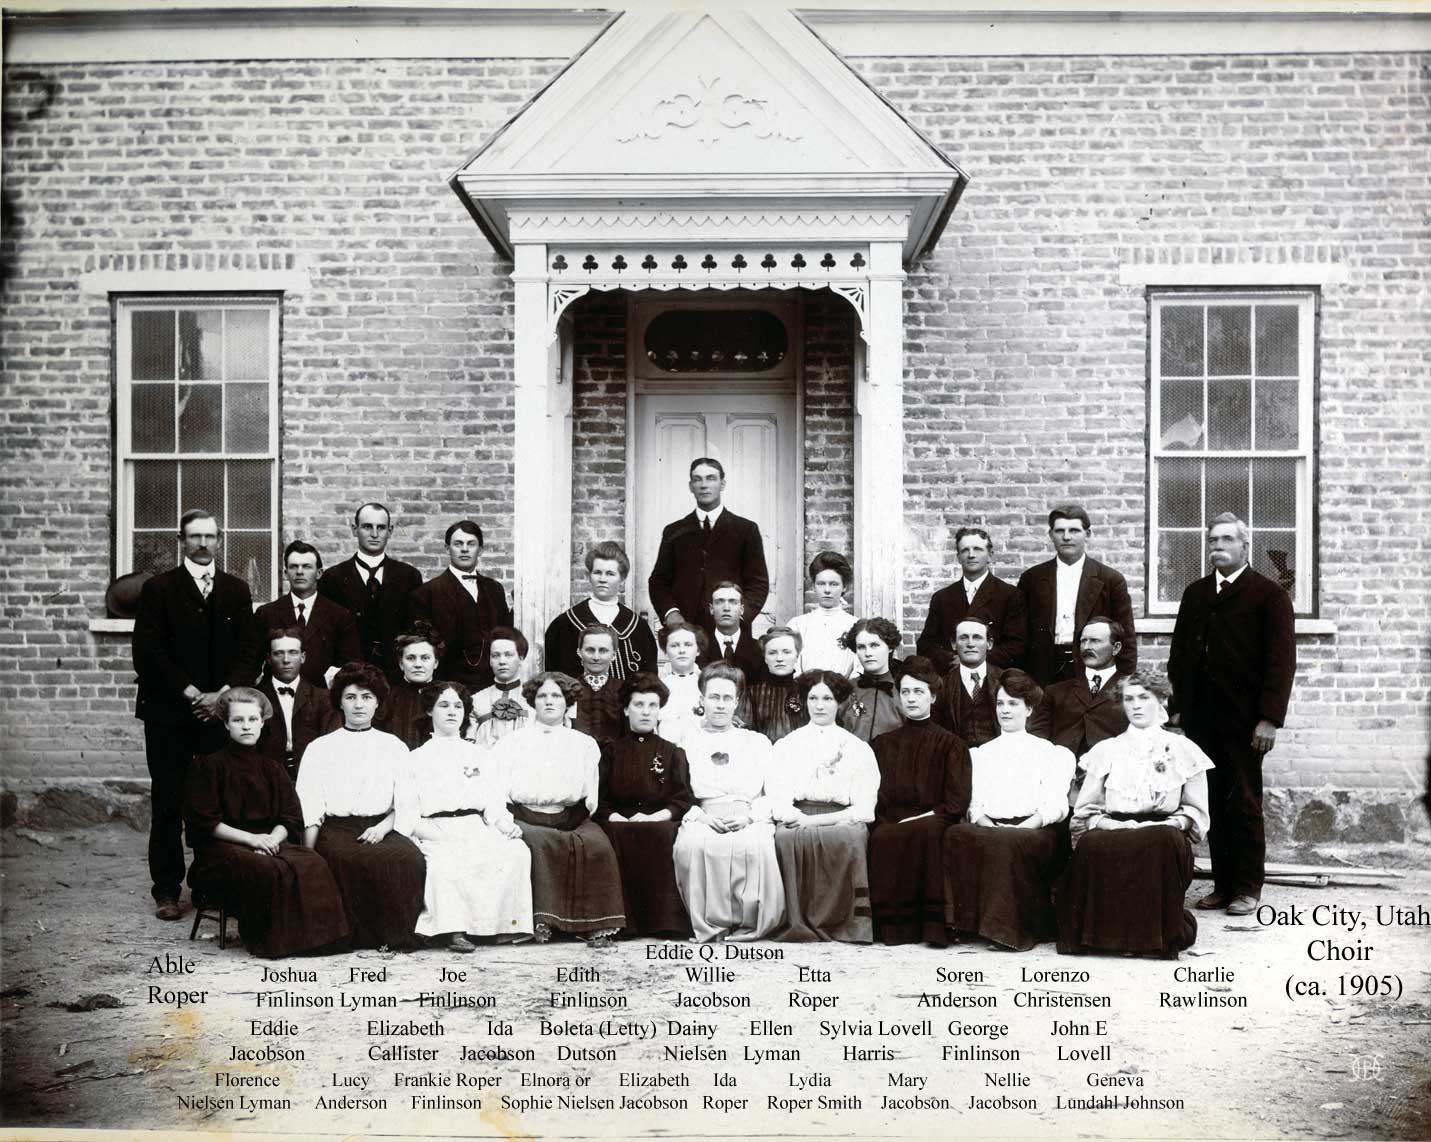 Eddie Q. Dutson
Able Roper
Joshua Finlinson
Fred Lyman
Joe Finlinson
Edith Finlinson
Willie Jacobson
Etta Roper
Soren Anderson
Lorenzo Christensen
Charlie Rawlinson
Oak City, Utah
Choir
(ca. 1905)
Eddie Jacobson
Elizabeth Callister
Ida Jacobson
Boleta (Letty) Dutson
Dainy Nielsen
Ellen Lyman
Sylvia Lovell Harris
George Finlinson
John E Lovell
Florence Nielsen Lyman
Lucy Anderson
Frankie Roper Finlinson
Elnora or Sophie Nielsen
Elizabeth Jacobson
Ida Roper
Lydia Roper Smith
Mary Jacobson
Nellie Jacobson
Geneva Lundahl Johnson